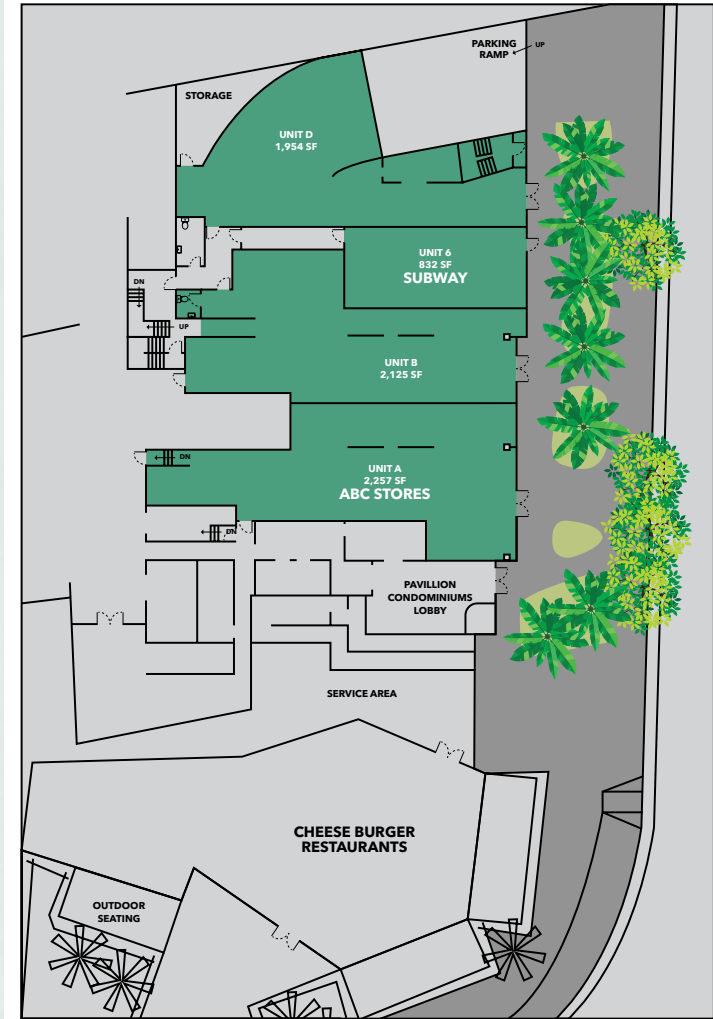 PARKING
RAMP
UP
STORAGE
UNIT D
1,954 SF
UNIT 6
832 SF
SUBWAY
DN
UP
UNIT B
2,125 SF
DN
UNIT A
2,257 SF
ABC STORES
DN
PAVILLION
CONDOMINIUMS
LOBBY
SERVICE AREA
CHEESE BURGER
RESTAURANTS
OUTDOOR
SEATING